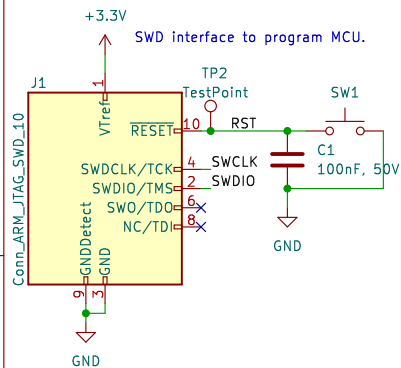 +3.3V
SWD interface to program MCU.
J1
TP2
TestPoint
SW1
1
VTref
RESET
10
RST
C1
100nF, 50V
SWDCLK/TCK
4
SWCLK
SWDIO/TMS
2
SWDIO
SWO/TDO
6
NC/TDI
8
Conn_ARM_JTAG_SWD_10
GNDDetect
GND
9
3
GND
GND